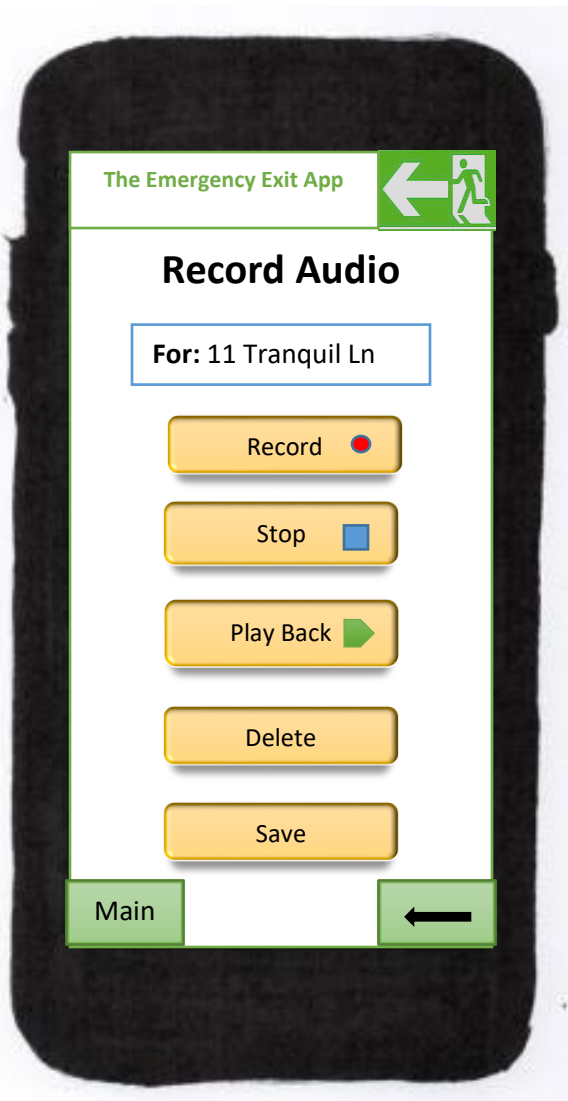 The Emergency Exit App
Record Audio
For: 11 Tranquil Ln
Record
Stop
Play Back
Delete
Save
Main